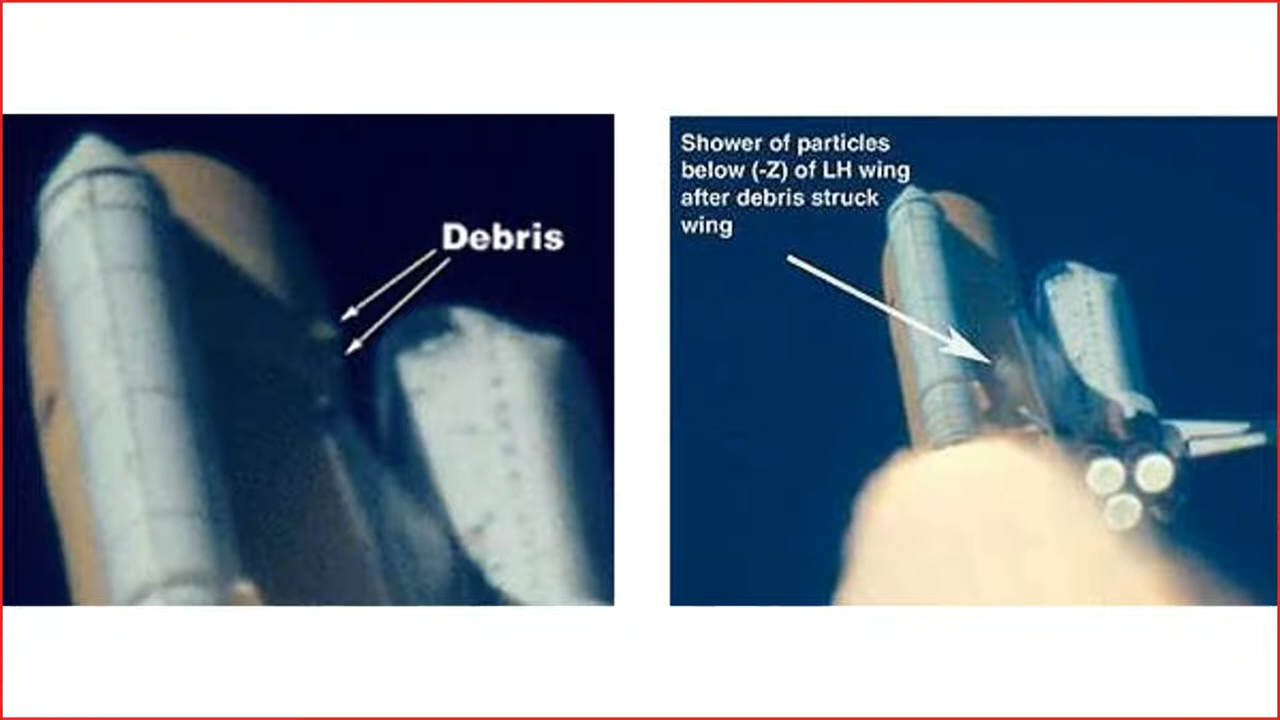 Debris
Shower of particles
below (-Z) of LH wing
after debris struck
wing